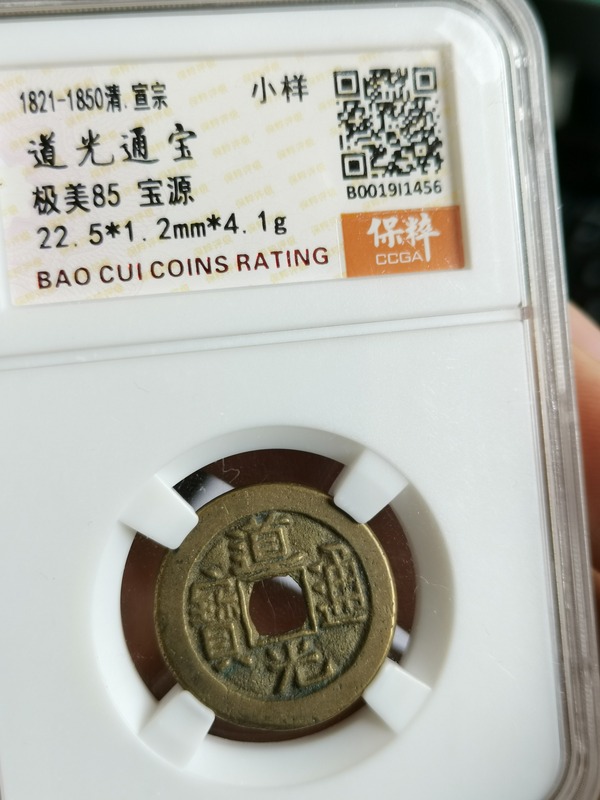 1821-1850清.宣宗 小样
道光通宝
极美85 宝源
22.5*1.2mm*4.1g
BAO CUI COINS RATING
B0019I1456
保粹
CCGA
道光通寶